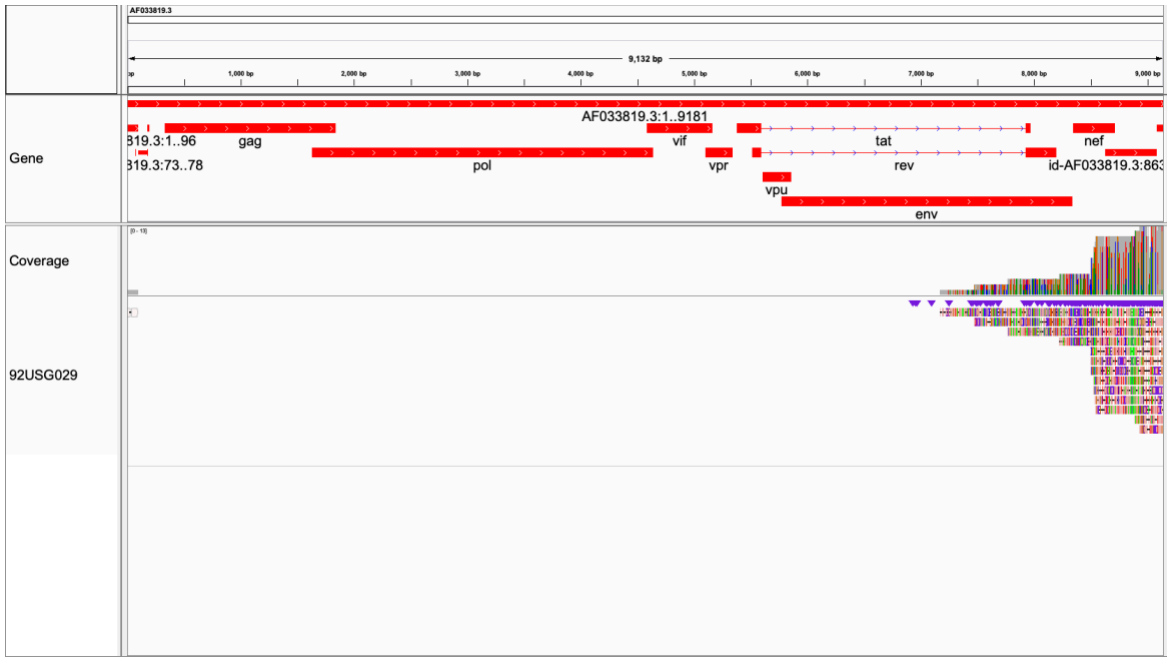 AF033819.3
9,132 bp
bp 1,000 bp 2,000 bp 3,000 bp 4,000 bp 5,000 bp 6,000 bp 7,000 bp 8,000 bp 9,000 bp
AF033819.3:1..9181
Gene
819.3:1..96 gag vif tat nef
319.3:73..78 pol vpr rev id-AF033819.3:863
vpu
env
[0 - 13]
Coverage
92USG029